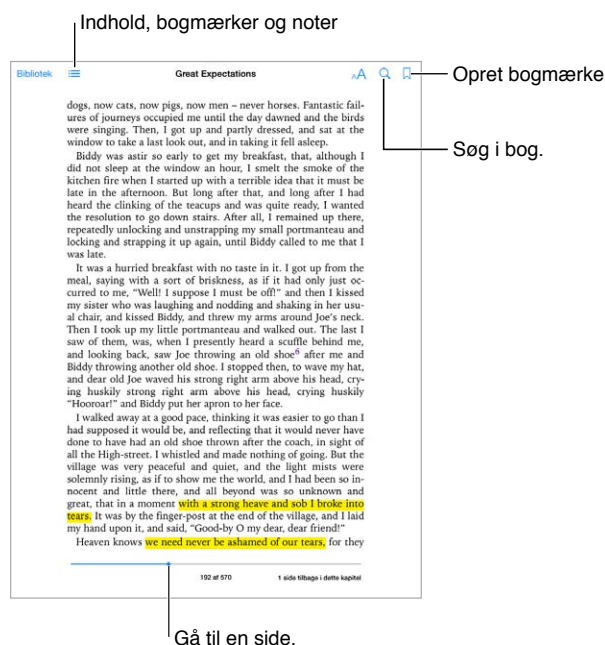 Indhold, bogmærker og noter
Bibliotek
Great Expectations
AA
Opret bogmærke
Søg i bog.
dogs, now cats, now pigs, now men – never horses. Fantastic fail-
ures of journeys occupied me until the day dawned and the birds
were singing. Then, I got up and partly dressed, and sat at the
window to take a last look out, and in taking it fell asleep.
Biddy was astir so early to get my breakfast, that, although I
did not sleep at the window an hour, I smelt the smoke of the
kitchen fire when I started up with a terrible idea that it must be
late in the afternoon. But long after that, and long after I had
heard the clinking of the teacups and was quite ready, I wanted
the resolution to go down stairs. After all, I remained up there,
repeatedly unlocking and unstrapping my small portmanteau and
locking and strapping it up again, until Biddy called to me that I
was late.
It was a hurried breakfast with no taste in it. I got up from the
meal, saying with a sort of briskness, as if it had only just oc-
curred to me, “Well! I suppose I must be off!” and then I kissed
my sister who was laughing and nodding and shaking in her usu-
al chair, and kissed Biddy, and threw my arms around Joe’s neck.
Then I took up my little portmanteau and walked out. The last I
saw of them, was, when I presently heard a scuffle behind me,
and looking back, saw Joe throwing an old shoe6 after me and
Biddy throwing another old shoe. I stopped then, to wave my hat,
and dear old Joe waved his strong right arm above his head, cry-
ing huskily strong right arm above his head, crying huskily
“Hooroar!” and Biddy put her apron to her face.
I walked away at a good pace, thinking it was easier to go than I
had supposed it would be, and reflecting that it would never have
done to have had an old shoe thrown after the coach, in sight of
all the High-street. I whistled and made nothing of going. But the
village was very peaceful and quiet, and the light mists were
solemnly rising, as if to show me the world, and I had been so in-
nocent and little there, and all beyond was so unknown and
great, that in a moment with a strong heave and sob I broke into
tears. It was by the finger-post at the end of the village, and I laid
my hand upon it, and said, “Good-by O my dear, dear friend!”
Heaven knows we need never be ashamed of our tears, for they
192 af 570
1 side tilbage i dette kapitel
Gå til en side.